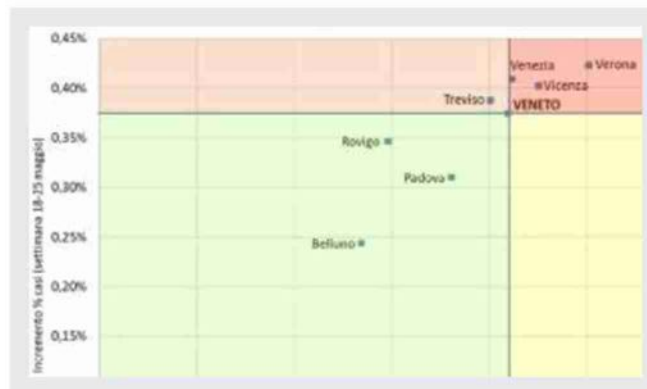 0,45%
Venezia
Verona
0,40%
Vicenza
Treviso
VENETO
0,35%
Rovigo
0,30%
Padova
0,25%
Belluno
0,20%
0,15%
Incremento % casi (settimana 18-25 maggio)